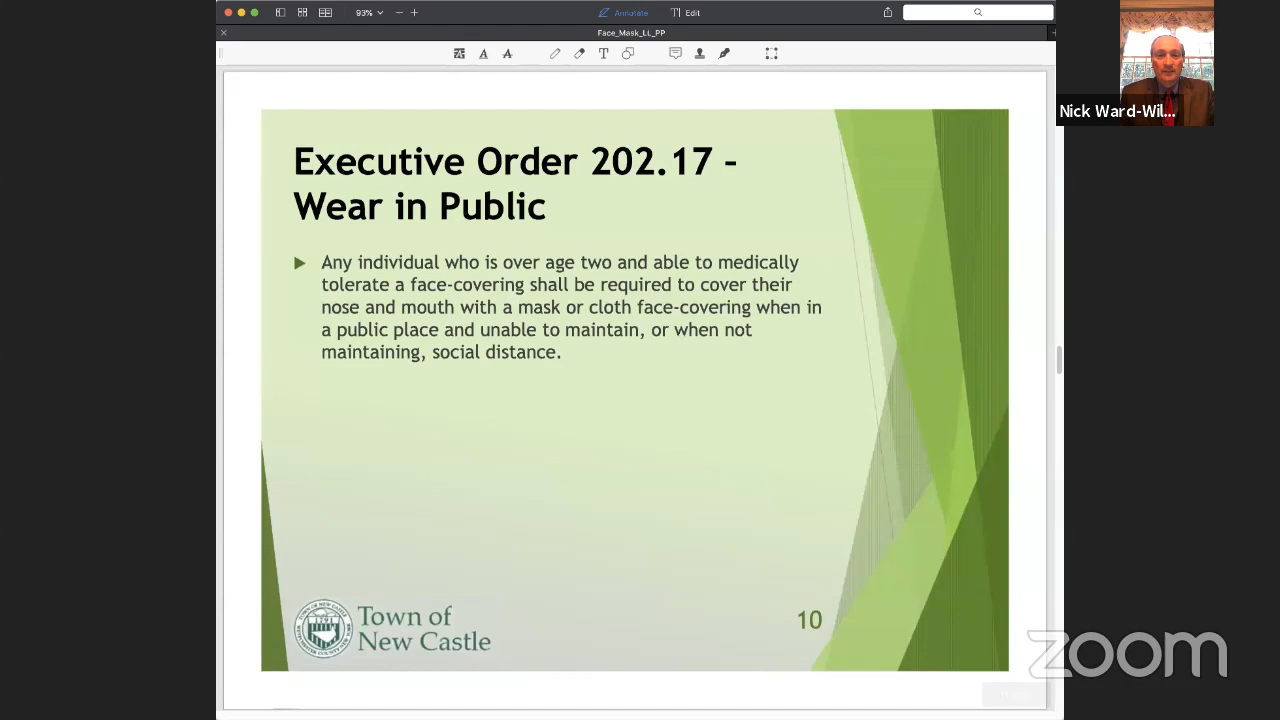 93%
Annotate
Edit
Face_Mask_LL_PP
Nick Ward-Wil...
Executive Order 202.17 –
Wear in Public
Any individual who is over age two and able to medically
tolerate a face-covering shall be required to cover their
nose and mouth with a mask or cloth face-covering when in
a public place and unable to maintain, or when not
maintaining, social distance.
Town of
New Castle
10
zoom